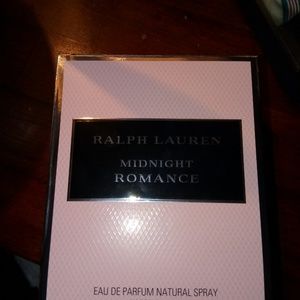 RALPH LAUREN
MIDNIGHT
ROMANCE
EAU DE PARFUM NATURAL SPRAY